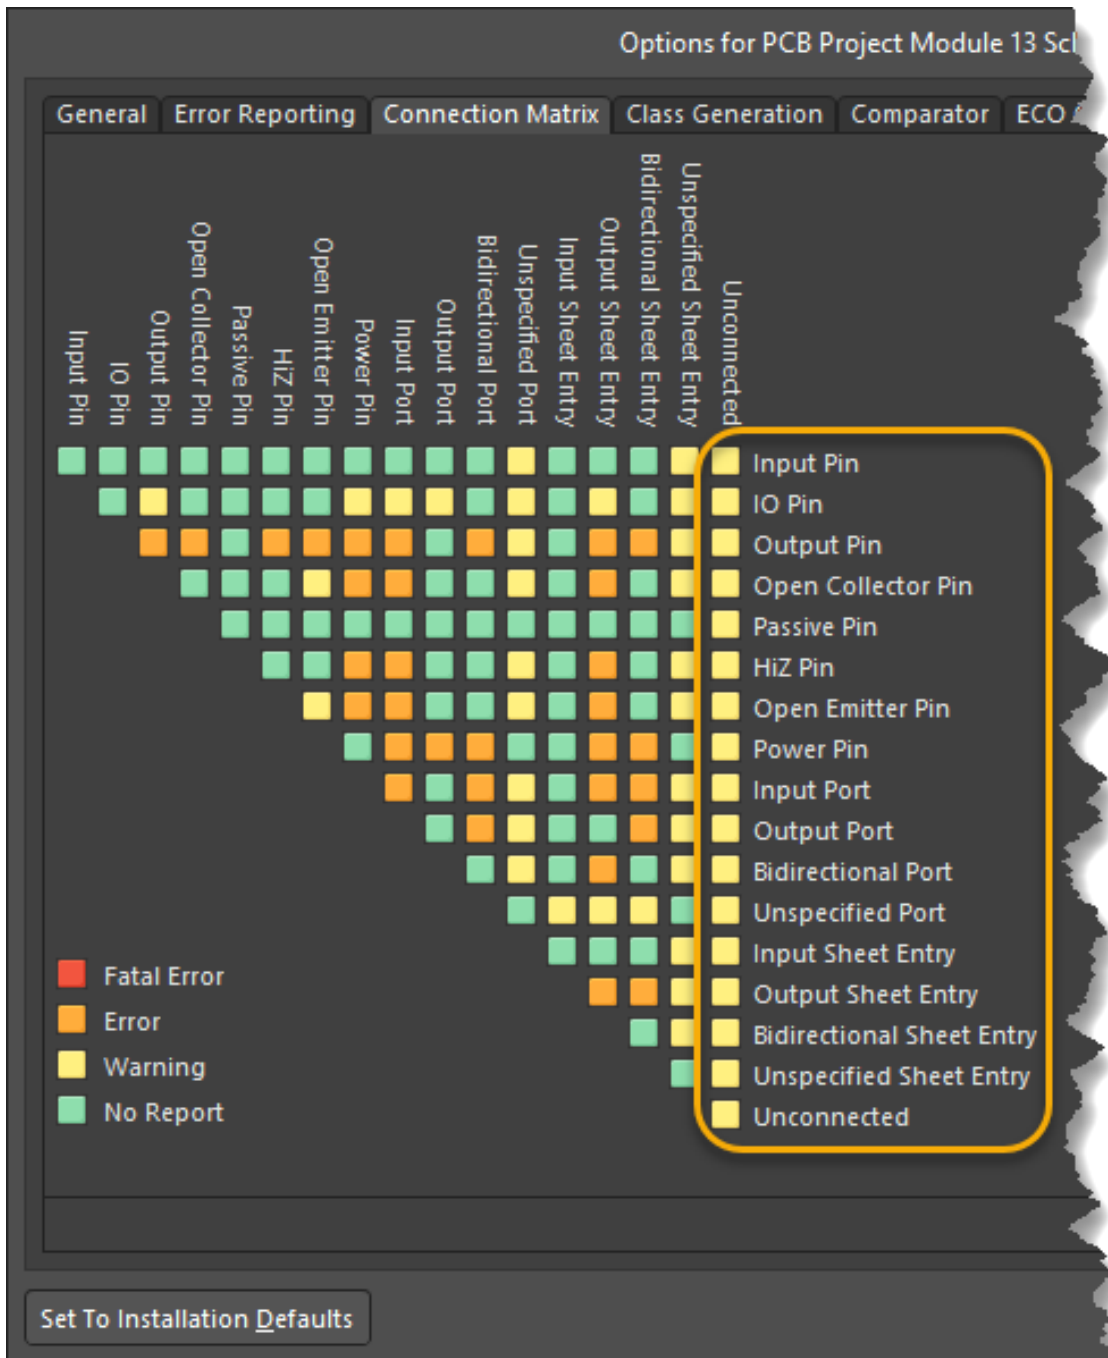 Options for PCB Project Module 13
General Error Reporting Connection Matrix Class Generation Comparator ECO
Input Pin
IO Pin
Output Pin
Open Collector Pin
Passive Pin
HiZ Pin
Open Emitter Pin
Power Pin
Input Port
Output Port
Bidirectional Port
Unspecified Port
Input Sheet Entry
Output Sheet Entry
Bidirectional Sheet Entry
Unspecified Sheet Entry
Unconnected
Input Pin
IO Pin
Output Pin
Open Collector Pin
Passive Pin
HiZ Pin
Open Emitter Pin
Power Pin
Input Port
Output Port
Bidirectional Port
Unspecified Port
Input Sheet Entry
Output Sheet Entry
Bidirectional Sheet Entry
Unspecified Sheet Entry
Unconnected
Fatal Error
Error
Warning
No Report
Set To Installation Defaults